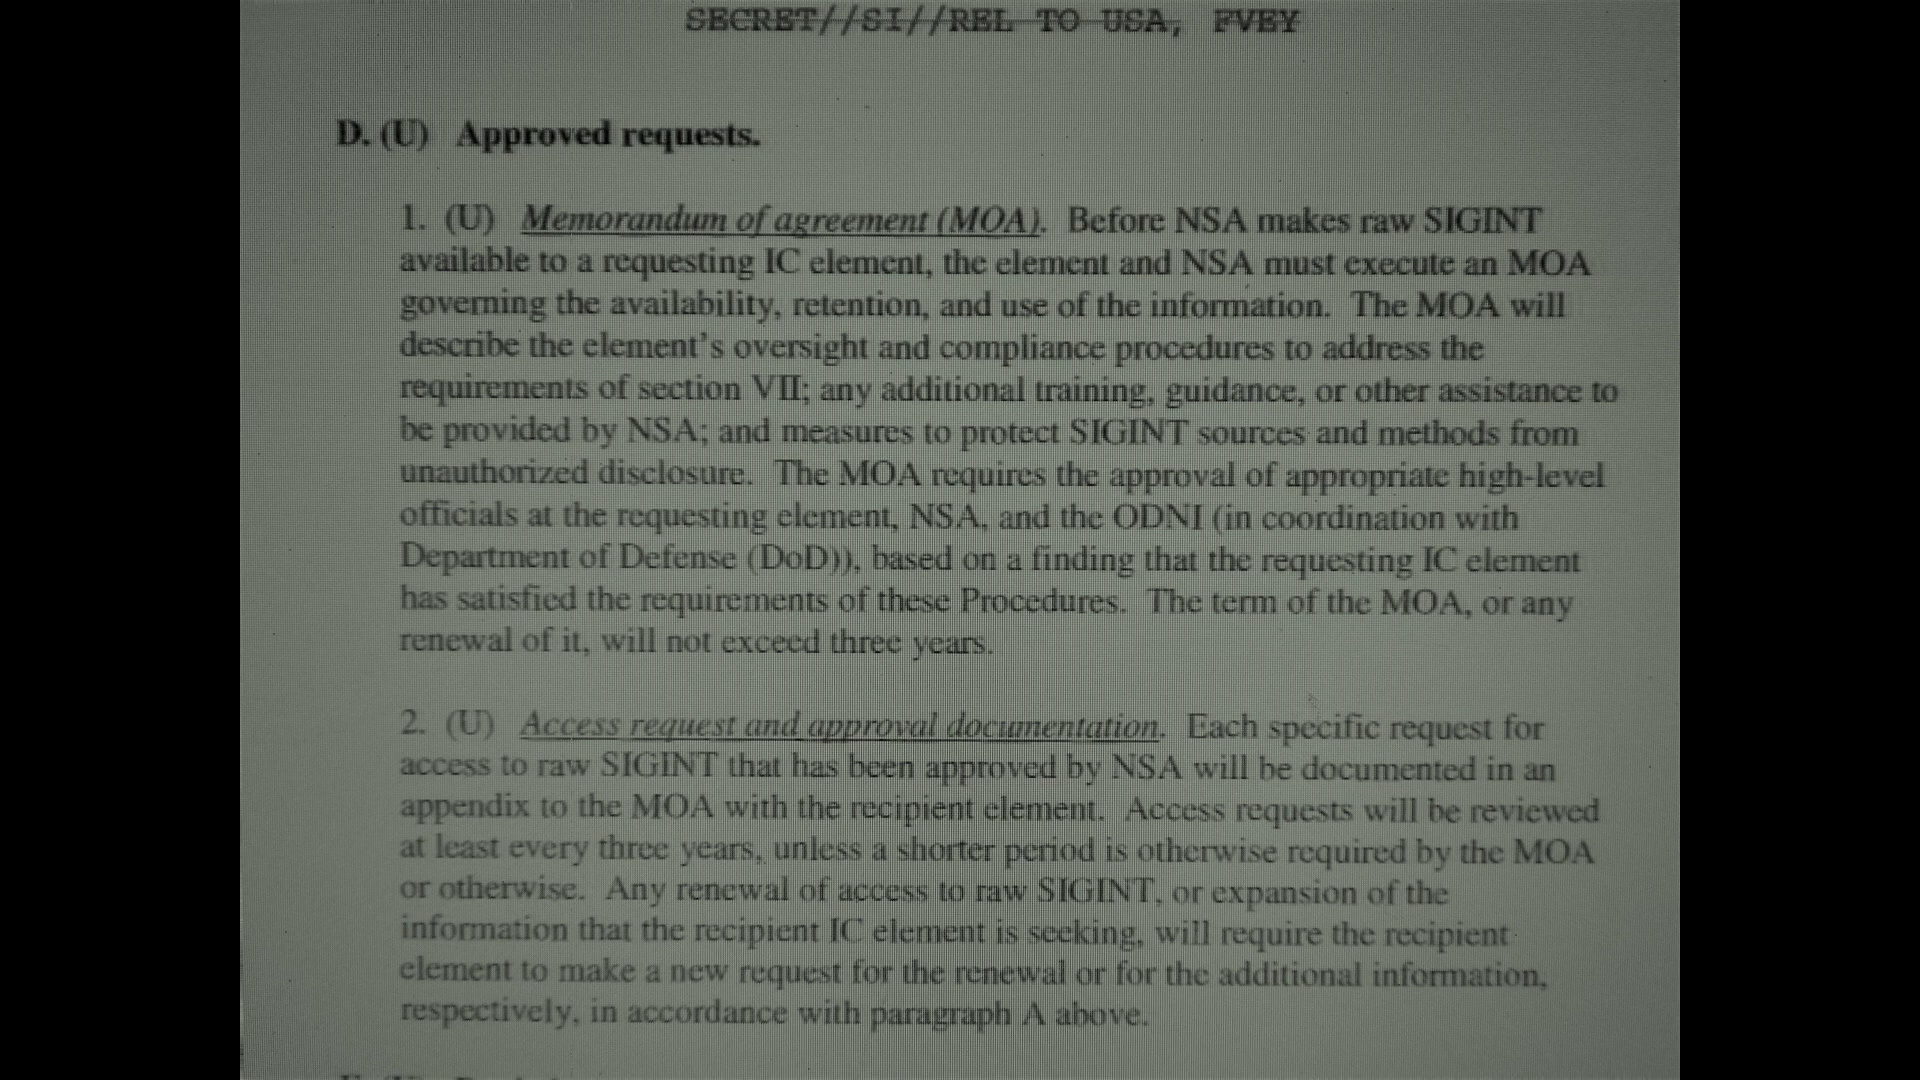 SECRET//SI//REL TO USA, FVEY
D. (U) Approved requests.
1. (U) Memorandum of agreement (MOA). Before NSA makes raw SIGINT
available to a requesting IC element, the element and NSA must execute an MOA
governing the availability, retention, and use of the information. The MOA will
describe the element's oversight and compliance procedures to address the
requirements of section VII; any additional training, guidance, or other assistance to
be provided by NSA; and measures to protect SIGINT sources and methods from
unauthorized disclosure. The MOA requires the approval of appropriate high-level
officials at the requesting element, NSA, and the ODNI (in coordination with
Department of Defense (DoD)), based on a finding that the requesting IC element
has satisfied the requirements of these Procedures. The term of the MOA, or any
renewal of it, will not exceed three years.
2. (U) Access request and approval documentation. Each specific request for
access to raw SIGINT that has been approved by NSA will be documented in an
appendix to the MOA with the recipient element. Access requests will be reviewed
at least every three years, unless a shorter period is otherwise required by the MOA
or otherwise. Any renewal of access to raw SIGINT, or expansion of the
information that the recipient IC element is seeking, will require the recipient
element to make a new request for the renewal or for the additional information,
respectively, in accordance with paragraph A above.